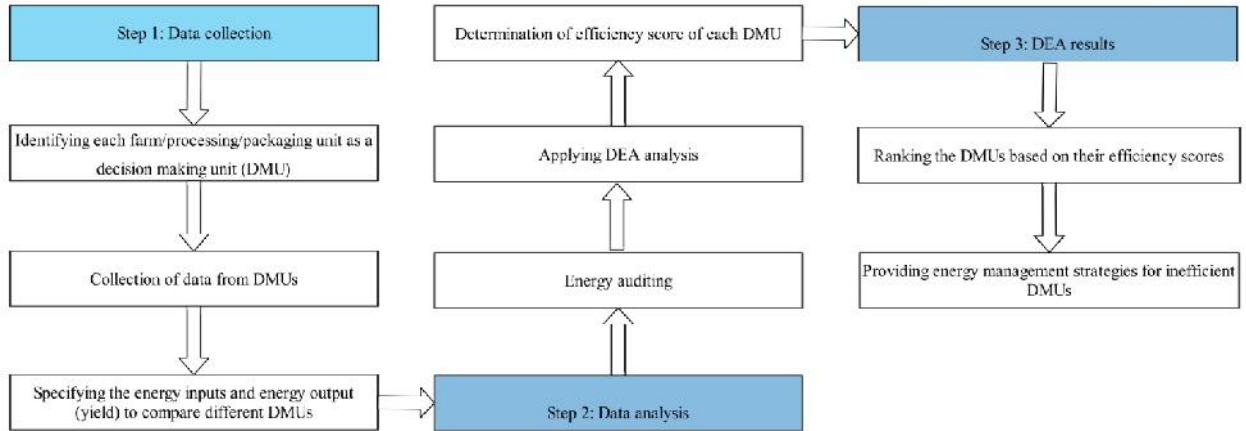 Step 1: Data collection
Identifying each farm/processing/packaging unit as a
decision making unit (DMU)
Collection of data from DMUs
Specifying the energy inputs and energy output
(yield) to compare different DMUs
Step 2: Data analysis
Energy auditing
Applying DEA analysis
Determination of efficiency score of each DMU
Step 3: DEA results
Ranking the DMUs based on their efficiency scores
Providing energy management strategies for inefficient
DMUs